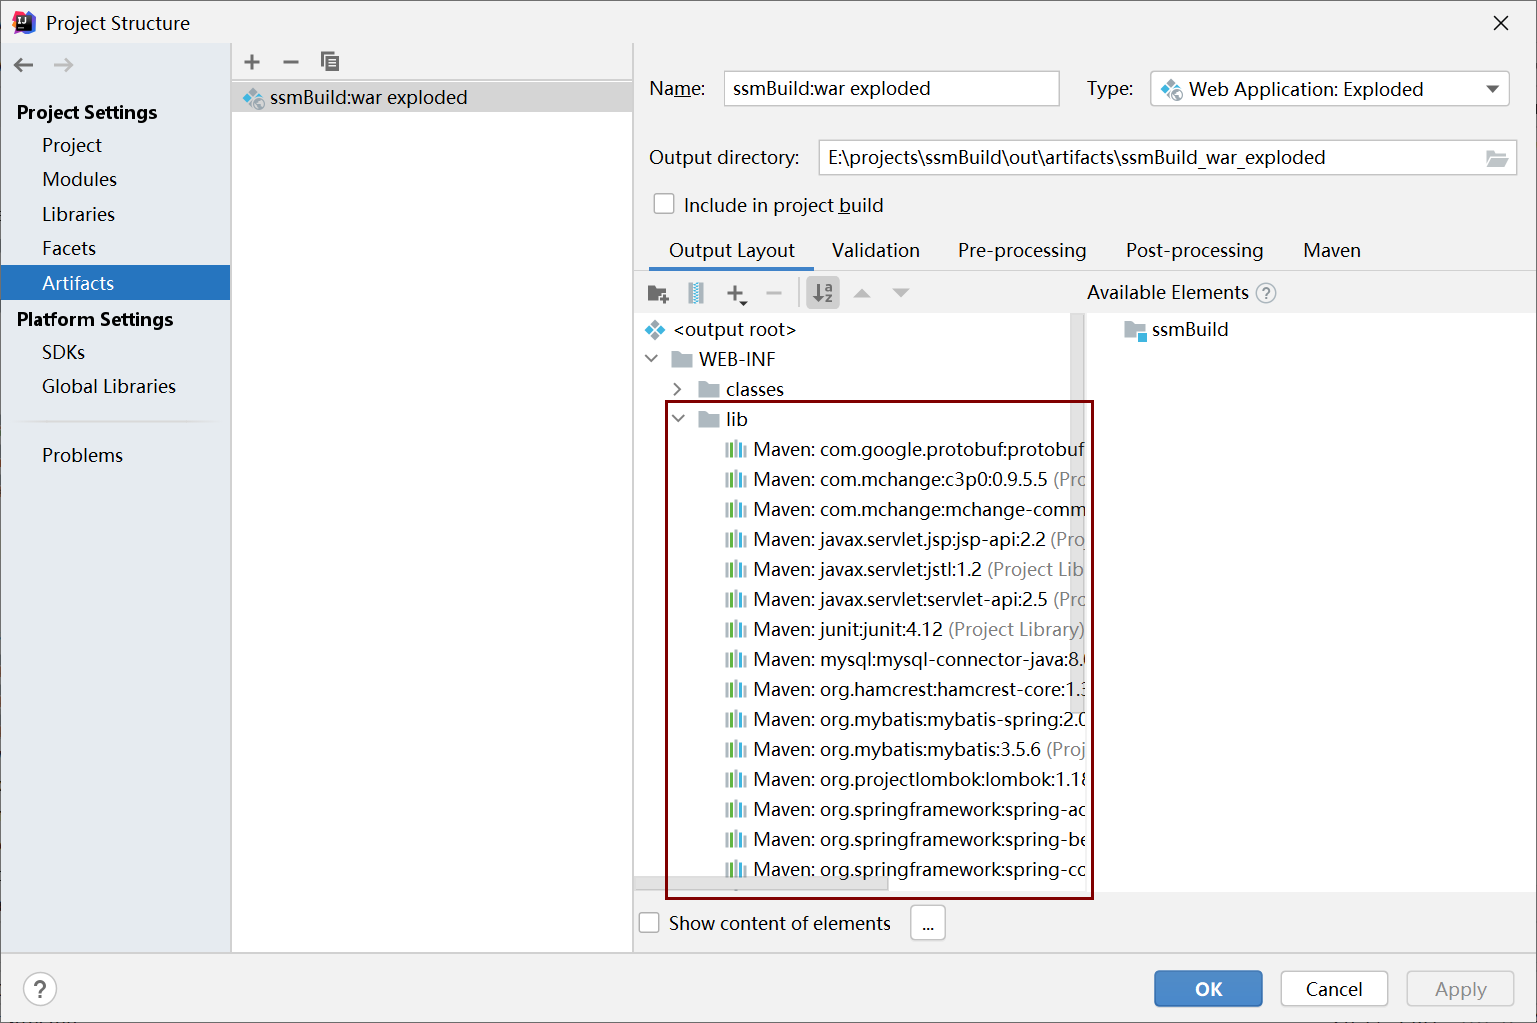 Project Structure
Project Settings
Project
Modules
Libraries
Facets
Artifacts
Platform Settings
SDKs
Global Libraries
Problems
ssmBuild:war exploded
Name: ssmBuild:war exploded Type: Web Application: Exploded
Output directory: E:\projects\ssmBuild\out\artifacts\ssmBuild_war_exploded
Include in project build
Output Layout Validation Pre-processing Post-processing Maven
Available Elements ?
<output root>
WEB-INF
classes
lib
Maven: com.google.protobuf:protobuf
Maven: com.mchange:c3p0:0.9.5.5 (Pro
Maven: com.mchange:mchange-comm
Maven: javax.servlet.jsp:jsp-api:2.2 (Pro
Maven: javax.servlet:jstl:1.2 (Project Lib
Maven: javax.servlet:servlet-api:2.5 (Pro
Maven: junit:junit:4.12 (Project Library)
Maven: mysql:mysql-connector-java:8.0
Maven: org.hamcrest:hamcrest-core:1.3
Maven: org.mybatis:mybatis-spring:2.0
Maven: org.mybatis:mybatis:3.5.6 (Proj
Maven: org.projectlombok:lombok:1.18
Maven: org.springframework:spring-ao
Maven: org.springframework:spring-be
Maven: org.springframework:spring-co
ssmBuild
Show content of elements ...
? OK Cancel Apply